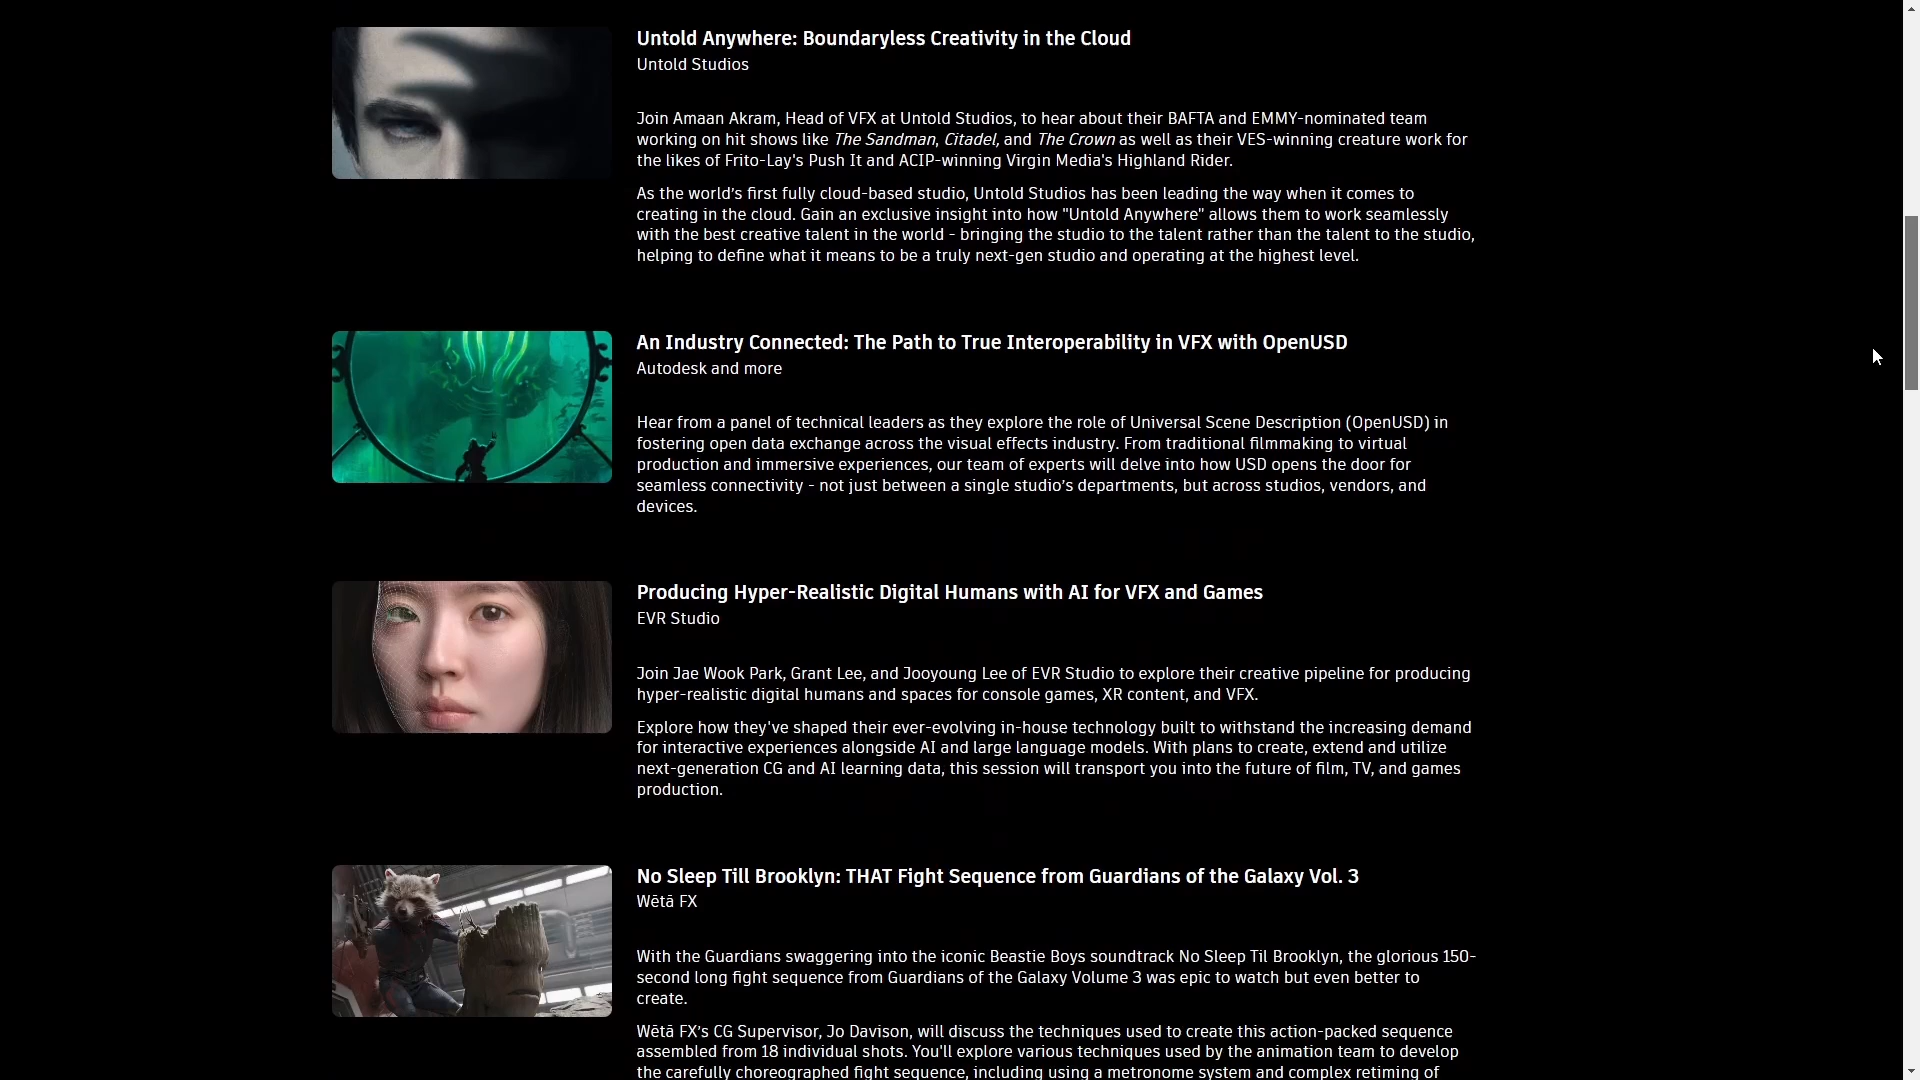 Untold Anywhere: Boundaryless Creativity in the Cloud
Untold Studios
Join Amaan Akram, Head of VFX at Untold Studios, to hear about their BAFTA and EMMY-nominated team
working on hit shows like The Sandman, Citadel, and The Crown as well as their VES-winning creature work for
the likes of Frito-Lay's Push It and ACIP-winning Virgin Media's Highland Rider.
As the world’s first fully cloud-based studio, Untold Studios has been leading the way when it comes to
creating in the cloud. Gain an exclusive insight into how "Untold Anywhere" allows them to work seamlessly
with the best creative talent in the world - bringing the studio to the talent rather than the talent to the studio,
helping to define what it means to be a truly next-gen studio and operating at the highest level.
An Industry Connected: The Path to True Interoperability in VFX with OpenUSD
Autodesk and more
Hear from a panel of technical leaders as they explore the role of Universal Scene Description (OpenUSD) in
fostering open data exchange across the visual effects industry. From traditional filmmaking to virtual
production and immersive experiences, our team of experts will delve into how USD opens the door for
seamless connectivity - not just between a single studio’s departments, but across studios, vendors, and
devices.
Producing Hyper-Realistic Digital Humans with AI for VFX and Games
EVR Studio
Join Jae Wook Park, Grant Lee, and Jooyoung Lee of EVR Studio to explore their creative pipeline for producing
hyper-realistic digital humans and spaces for console games, XR content, and VFX.
Explore how they've shaped their ever-evolving in-house technology built to withstand the increasing demand
for interactive experiences alongside AI and large language models. With plans to create, extend and utilize
next-generation CG and AI learning data, this session will transport you into the future of film, TV, and games
production.
No Sleep Till Brooklyn: THAT Fight Sequence from Guardians of the Galaxy Vol. 3
Wētā FX
With the Guardians swaggering into the iconic Beastie Boys soundtrack No Sleep Til Brooklyn, the glorious 150-
second long fight sequence from Guardians of the Galaxy Volume 3 was epic to watch but even better to
create.
Wētā FX’s CG Supervisor, Jo Davison, will discuss the techniques used to create this action-packed sequence
assembled from 18 individual shots. You'll explore various techniques used by the animation team to develop
the carefully choreographed fight sequence, including using a metronome system and complex retiming of